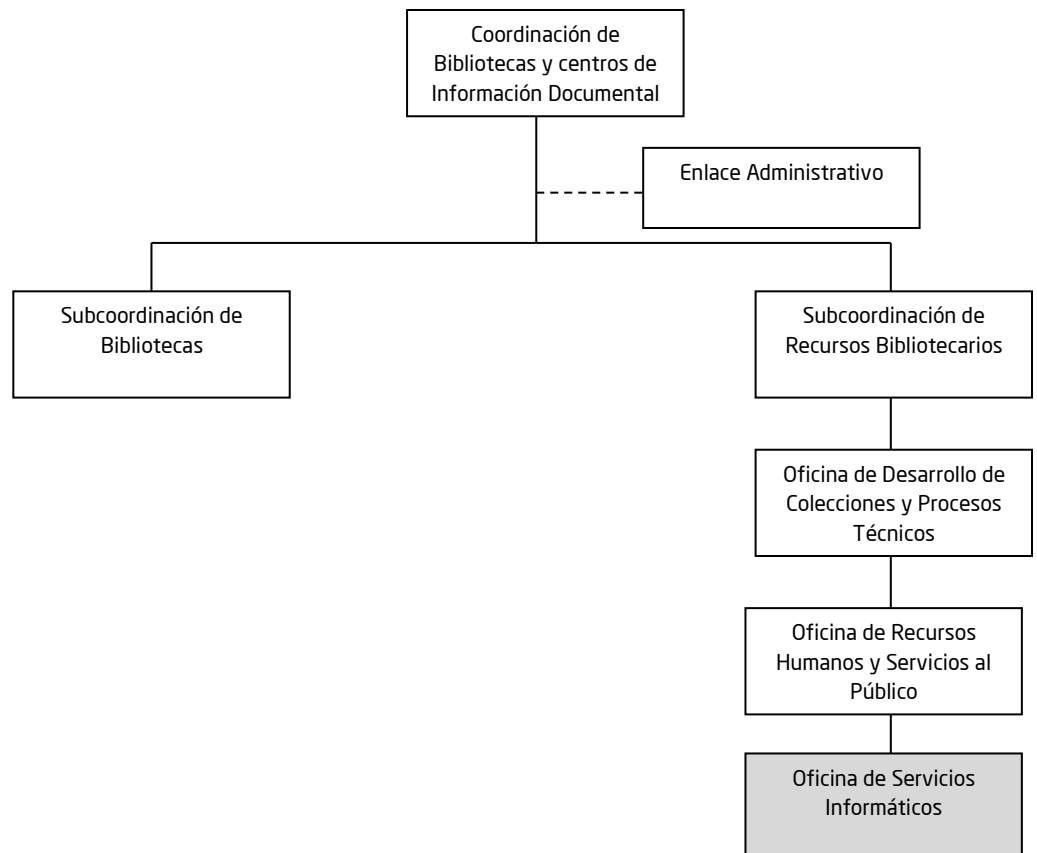 Coordinación de
Bibliotecas y centros de
Información Documental
Enlace Administrativo
Subcoordinación de
Bibliotecas
Subcoordinación de
Recursos Bibliotecarios
Oficina de Desarrollo de
Colecciones y Procesos
Técnicos
Oficina de Recursos
Humanos y Servicios al
Público
Oficina de Servicios
Informáticos